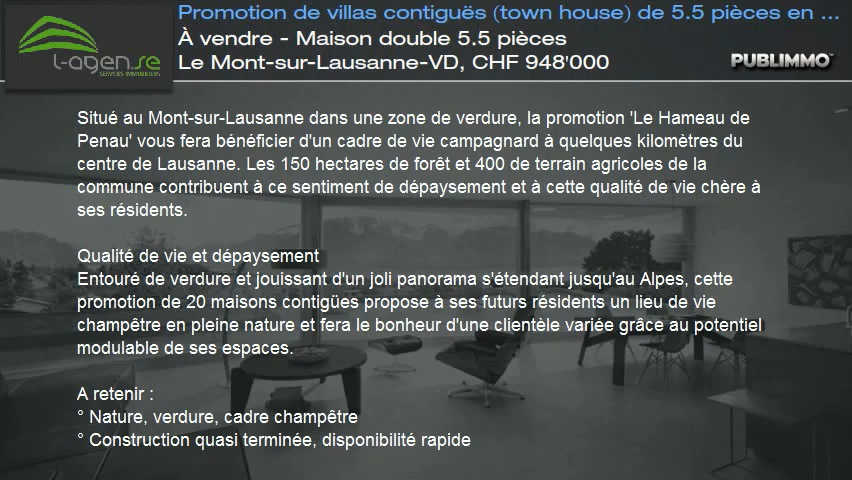 Promotion de villas contiguës (town house) de 5.5 pièces en ...
À vendre - Maison double 5.5 pièces
Le Mont-sur-Lausanne-VD, CHF 948'000
L-agen.se
SERVICES IMMOBILIERS
PUBLIMMO
Situé au Mont-sur-Lausanne dans une zone de verdure, la promotion 'Le Hameau de
Penau' vous fera bénéficier d'un cadre de vie campagnard à quelques kilomètres du
centre de Lausanne. Les 150 hectares de forêt et 400 de terrain agricoles de la
commune contribuent à ce sentiment de dépaysement et à cette qualité de vie chère à
ses résidents.
Qualité de vie et dépaysement
Entouré de verdure et jouissant d'un joli panorama s'étendant jusqu'au Alpes, cette
promotion de 20 maisons contigües propose à ses futurs résidents un lieu de vie
champêtre en pleine nature et fera le bonheur d'une clientèle variée grâce au potentiel
modulable de ses espaces.
A retenir :
° Nature, verdure, cadre champêtre
° Construction quasi terminée, disponibilité rapide